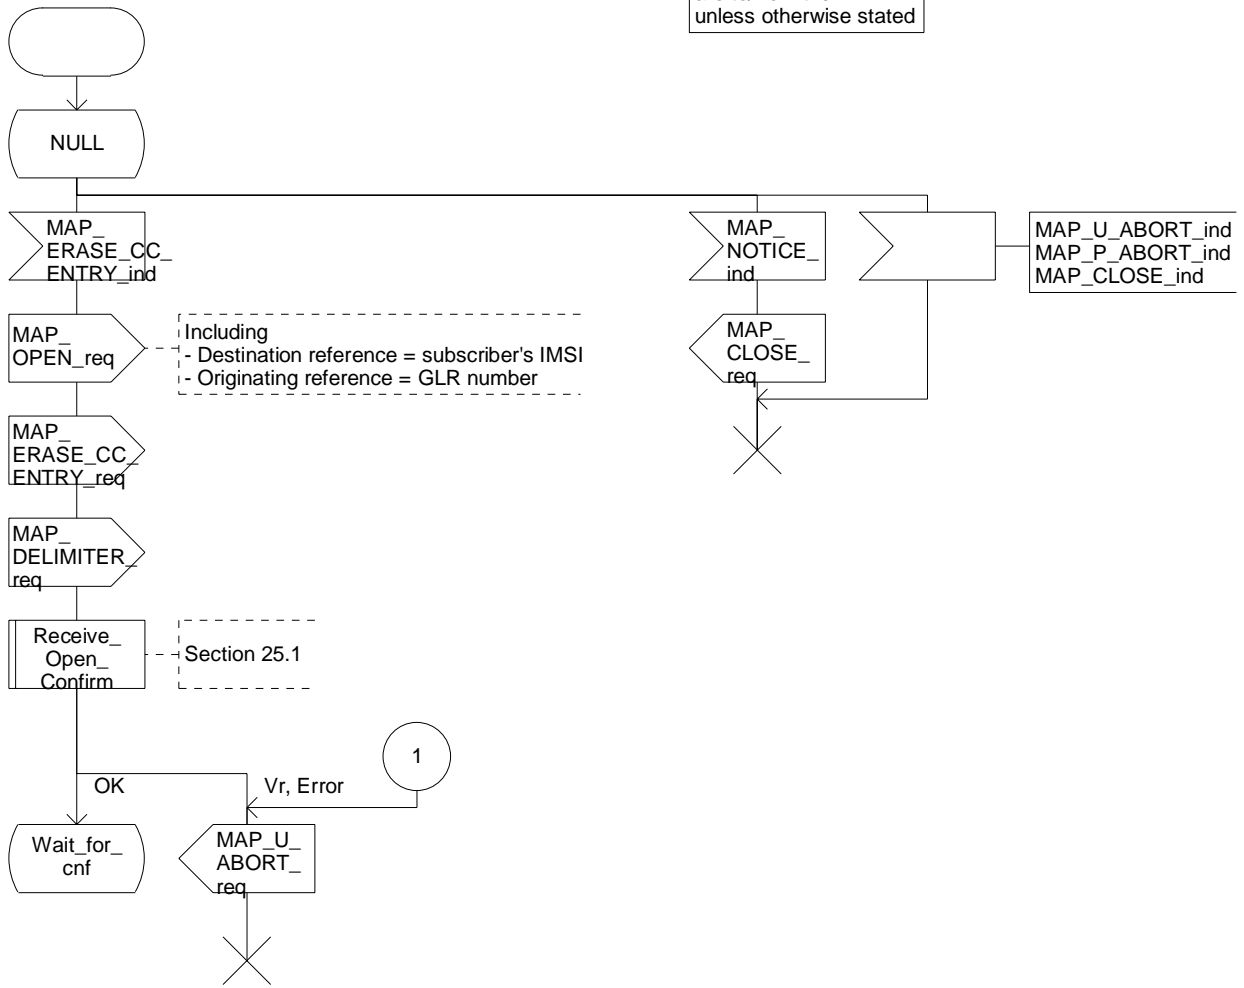 unless otherwise stated
NULL
MAP_
ERASE_CC_
ENTRY_ind
MAP_
NOTICE_
ind
MAP_U_ABORT_ind
MAP_P_ABORT_ind
MAP_CLOSE_ind
MAP_
OPEN_req
Including
- Destination reference = subscriber's IMSI
- Originating reference = GLR number
MAP_
CLOSE_
req
MAP_
ERASE_CC_
ENTRY_req
MAP_
DELIMITER_
req
Receive_
Open_
Confirm
Section 25.1
1
OK
Vr, Error
Wait_for_
cnf
MAP_U_
ABORT_
req